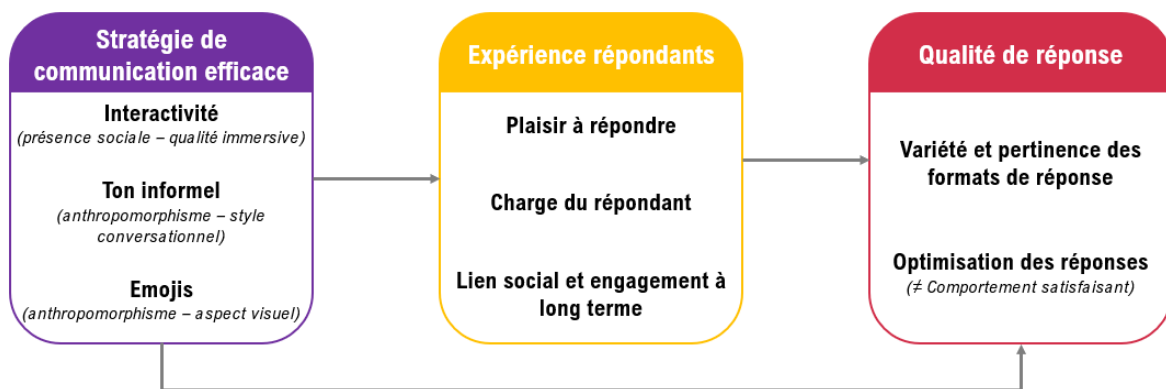 Stratégie de
communication efficace
Interactivité
(présence sociale – qualité immersive)
Ton informel
(anthropomorphisme – style
conversationnel)
Emojis
(anthropomorphisme – aspect visuel)
Expérience répondants
Plaisir à répondre
Charge du répondant
Lien social et engagement à
long terme
Qualité de réponse
Variété et pertinence des
formats de réponse
Optimisation des réponses
(≠ Comportement satisfaisant)